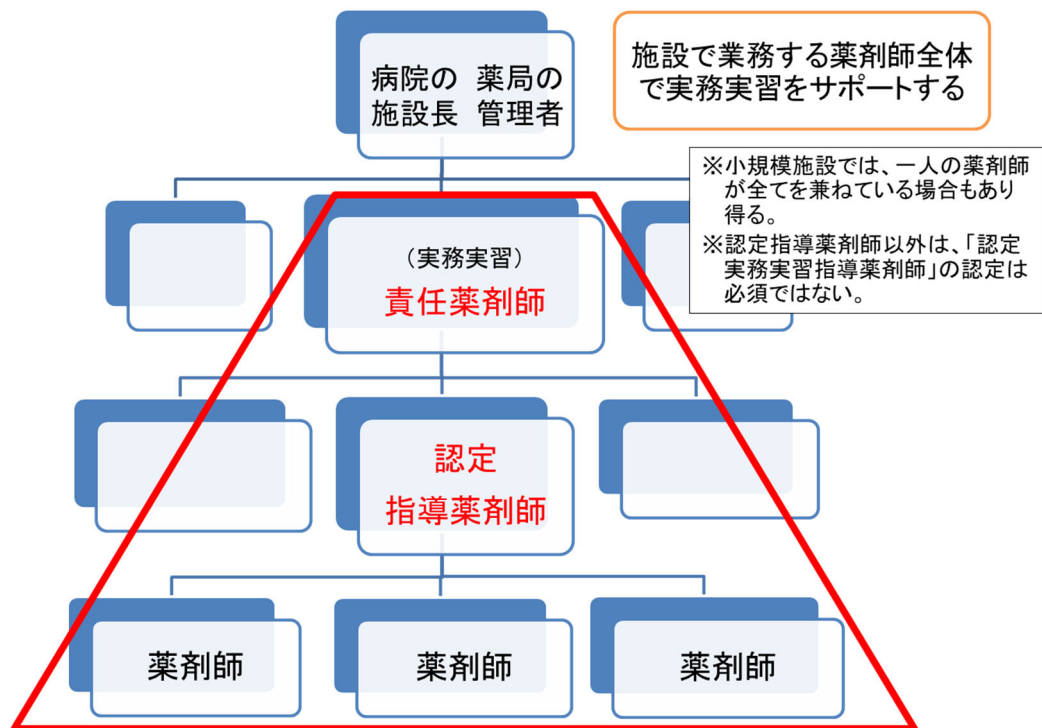 病院の 薬局の
施設長 管理者
施設で業務する薬剤師全体
で実務実習をサポートする
※小規模施設では、一人の薬剤師
が全てを兼ねている場合もあり
得る。
※認定指導薬剤師以外は、「認定
実務実習指導薬剤師」の認定は
必須ではない。
(実務実習)
責任薬剤師
認定
指導薬剤師
薬剤師
薬剤師
薬剤師